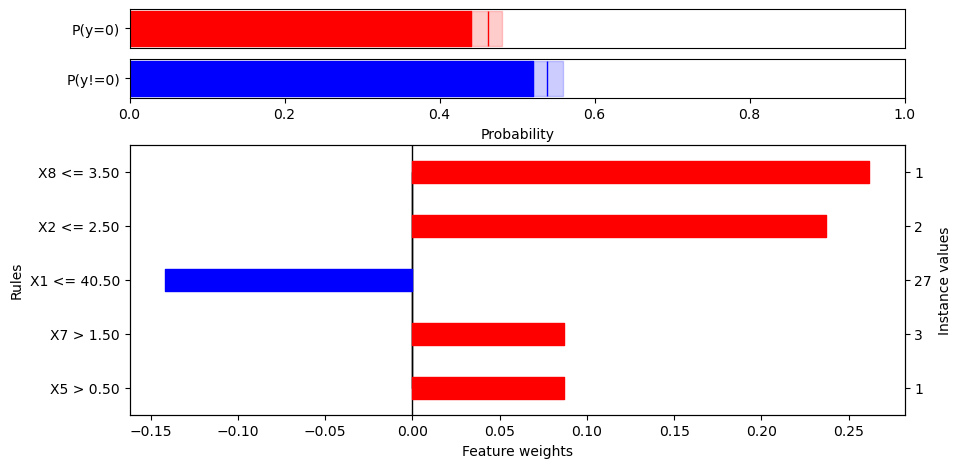 P(y=0)
P(y!=0)
0.0 0.2 0.4 0.6 0.8 1.0
Probability
X8 <= 3.50 1
X2 <= 2.50 2
X1 <= 40.50 27
X7 > 1.50 3
X5 > 0.50 1
Rules
Instance values
−0.15 −0.10 −0.05 0.00 0.05 0.10 0.15 0.20 0.25
Feature weights